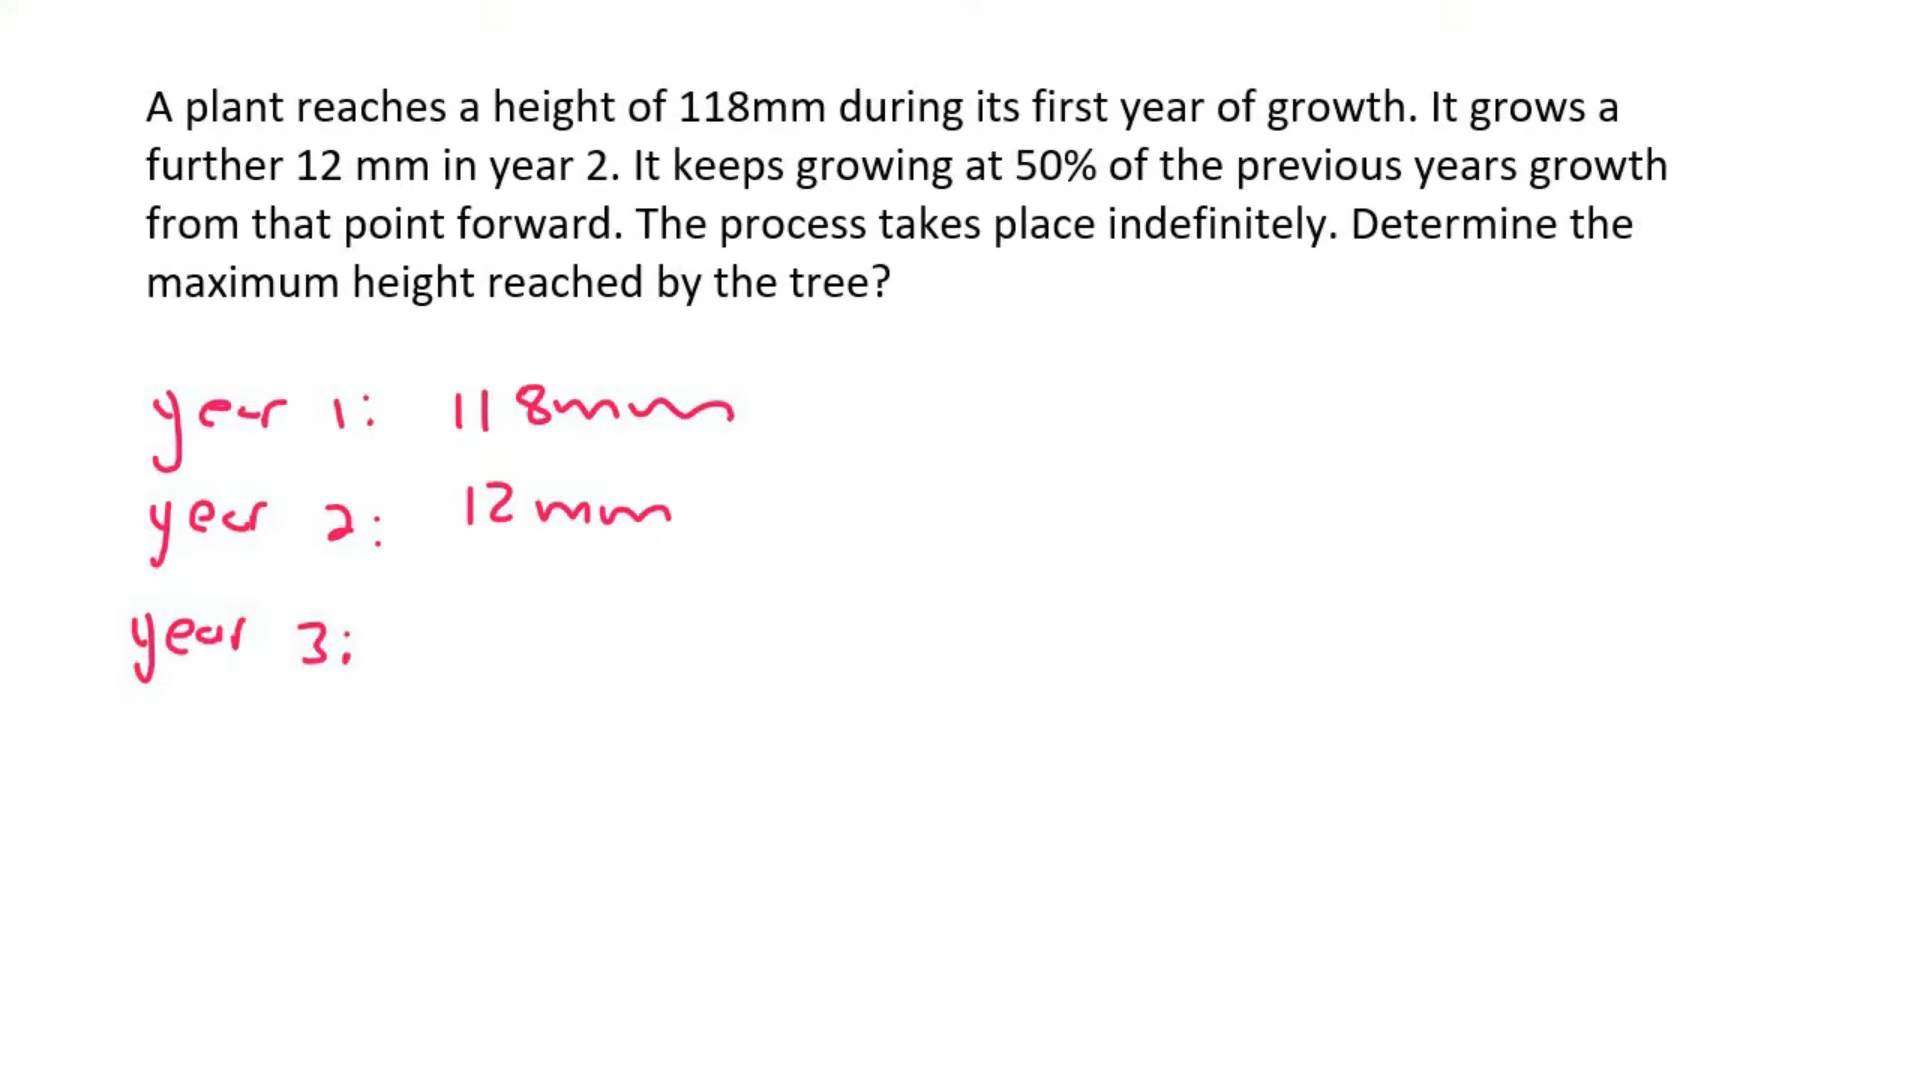 A plant reaches a height of 118mm during its first year of growth. It grows a
further 12 mm in year 2. It keeps growing at 50% of the previous years growth
from that point forward. The process takes place indefinitely. Determine the
maximum height reached by the tree?
year 1: 118mm
year 2: 12mm
year 3: